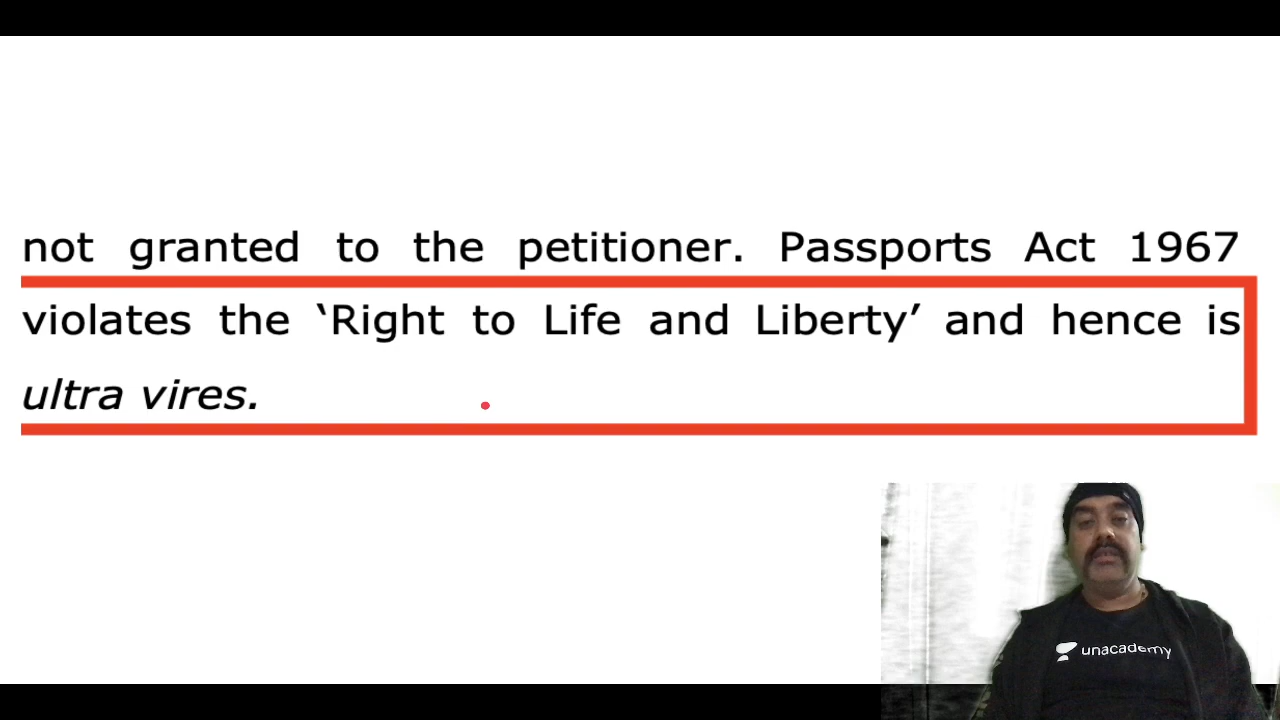 not granted to the petitioner. Passports Act 1967
violates the ‘Right to Life and Liberty’ and hence is
ultra vires.
unacademy